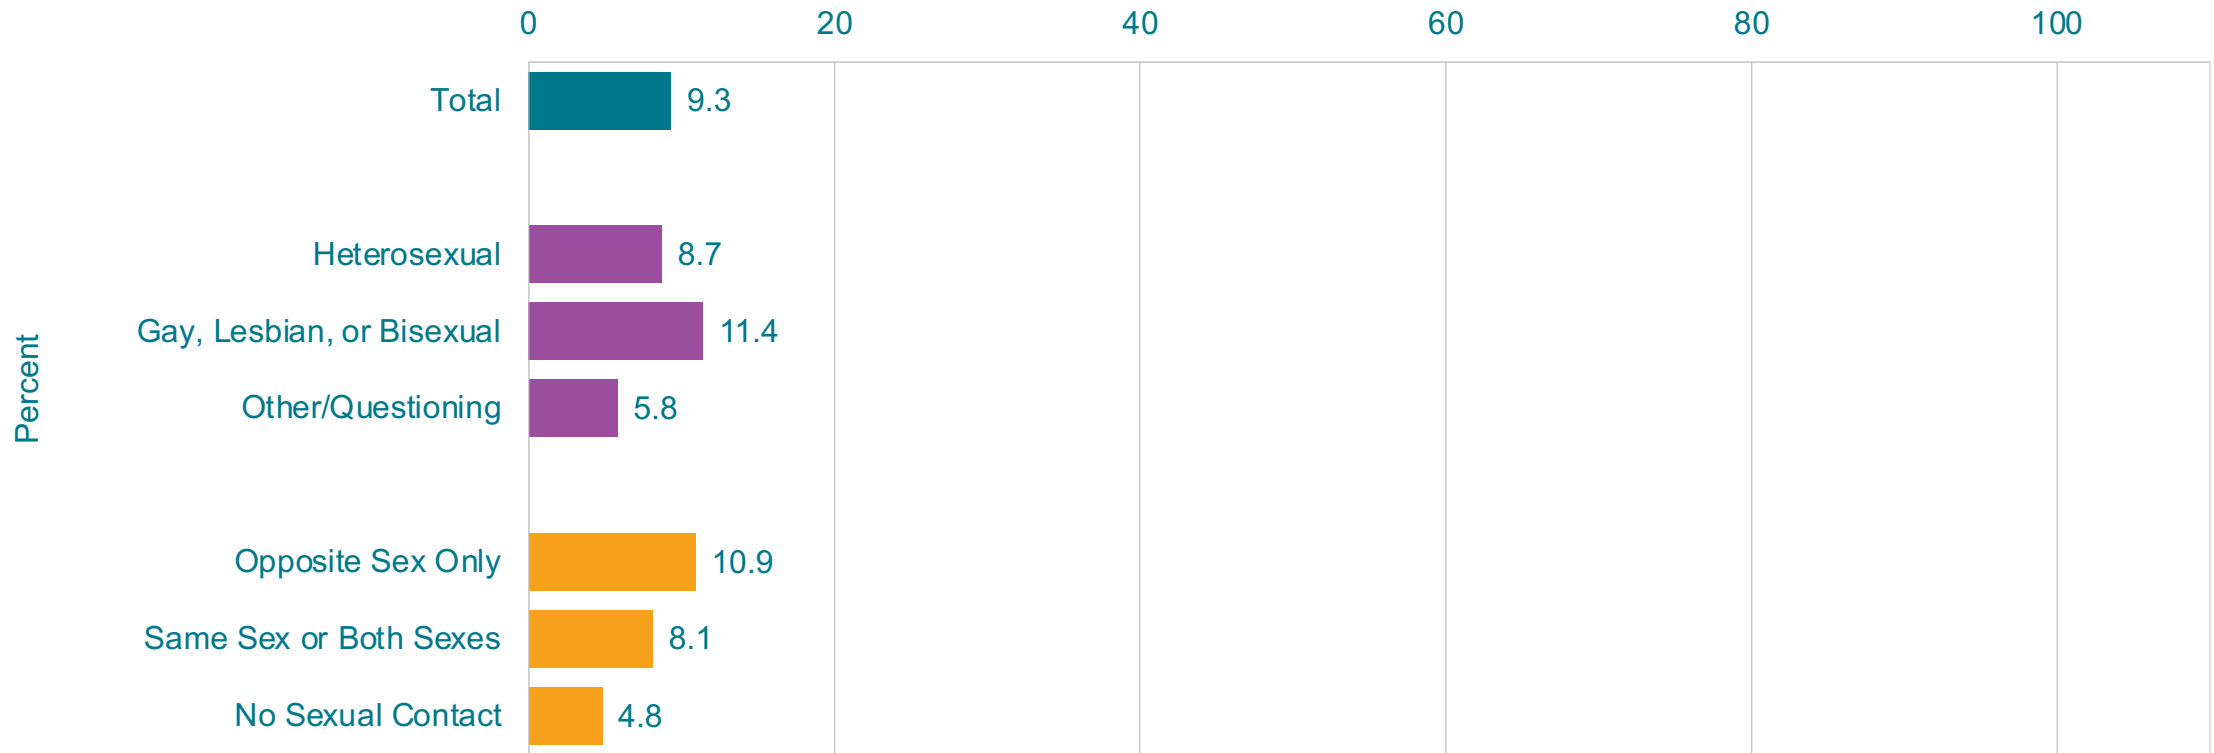 0 20 40 60 80 100
Total 9.3
Heterosexual 8.7
Gay, Lesbian, or Bisexual 11.4
Other/Questioning 5.8
Opposite Sex Only 10.9
Same Sex or Both Sexes 8.1
No Sexual Contact 4.8
Percent